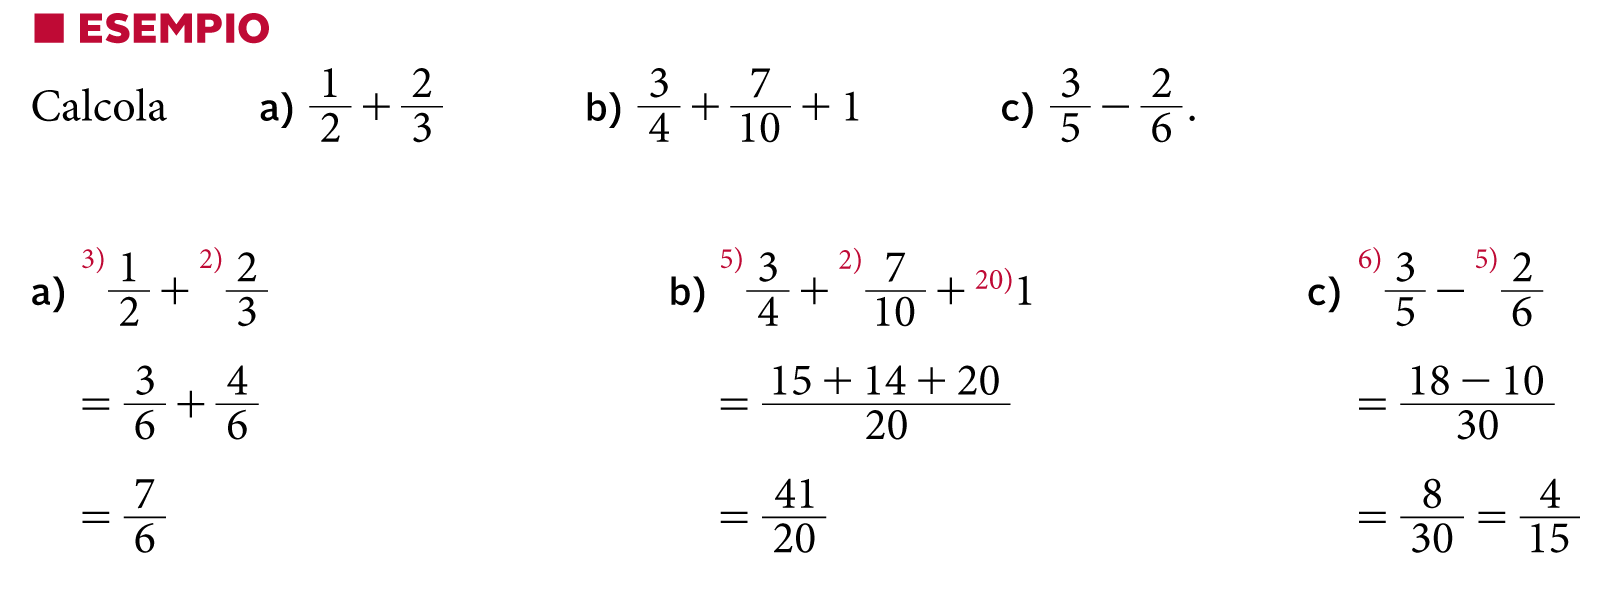 ■ ESEMPIO
Calcola a) 1/2 + 2/3 b) 3/4 + 7/10 + 1 c) 3/5 − 2/6.
a) 3) 1/2 + 2) 2/3
= 3/6 + 4/6
= 7/6
b) 5) 3/4 + 2) 7/10 + 20) 1
= (15 + 14 + 20)/20
= 41/20
c) 6) 3/5 − 5) 2/6
= (18 − 10)/30
= 8/30 = 4/15